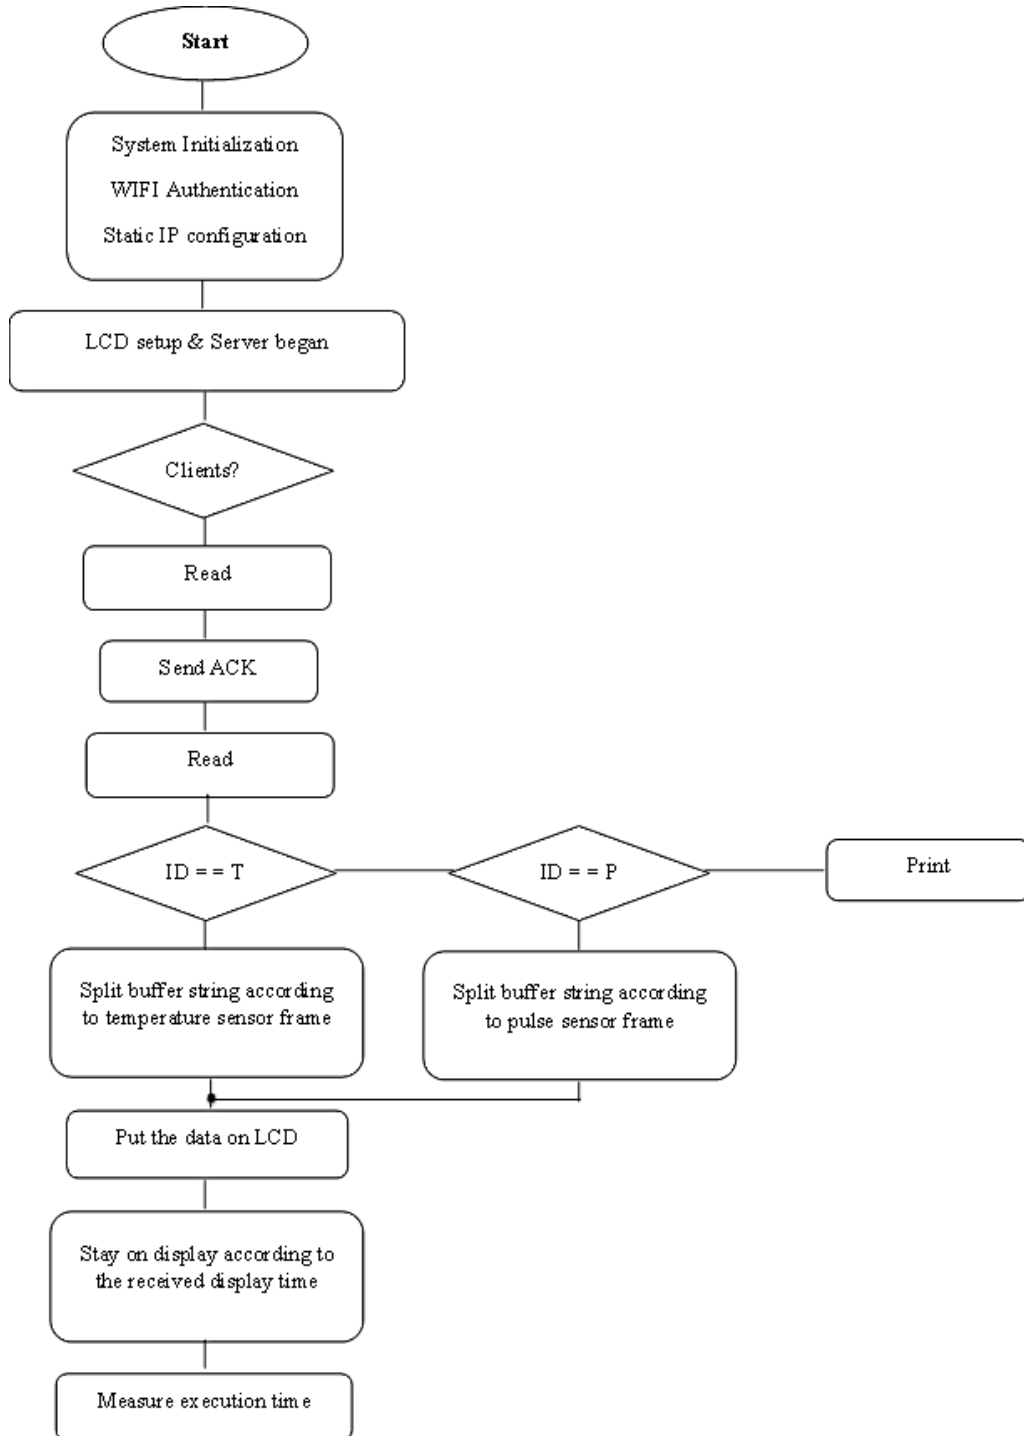 Start
System Initialization
WIFI Authentication
Static IP configuration
LCD setup & Server began
Clients?
Read
Send ACK
Read
ID = = T
ID = = P
Print
Split buffer string according
to temperature sensor frame
Split buffer string according
to pulse sensor frame
Put the data on LCD
Stay on display according to
the received display time
Measure execution time